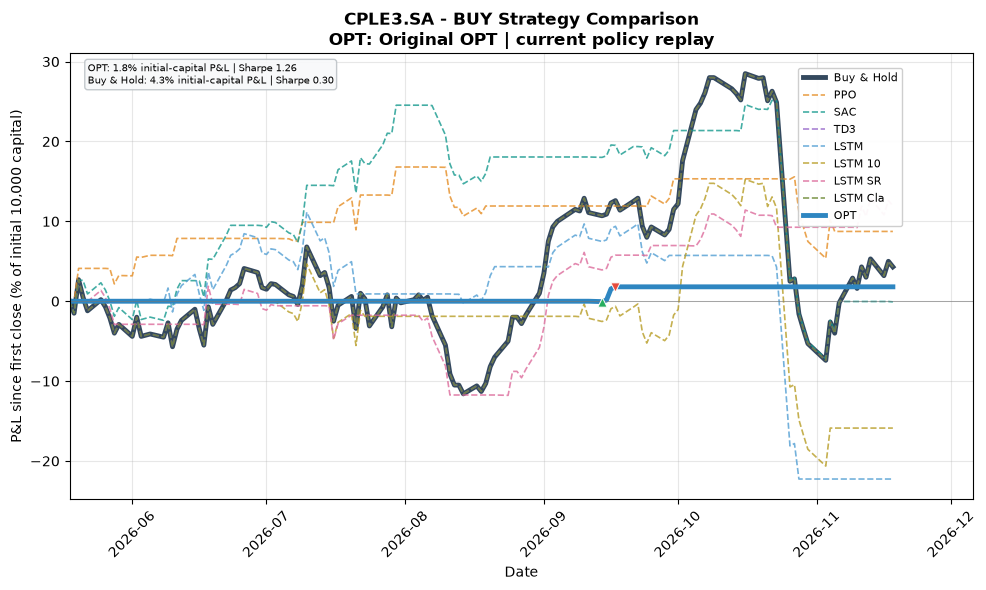 CPLE3.SA - BUY Strategy Comparison
OPT: Original OPT | current policy replay
OPT: 1.8% initial-capital P&L | Sharpe 1.26
Buy & Hold: 4.3% initial-capital P&L | Sharpe 0.30
Buy & Hold
PPO
SAC
TD3
LSTM
LSTM 10
LSTM SR
LSTM Cla
OPT
P&L since first close (% of initial 10,000 capital)
30
20
10
0
−10
−20
2026-06
2026-07
2026-08
2026-09
2026-10
2026-11
2026-12
Date